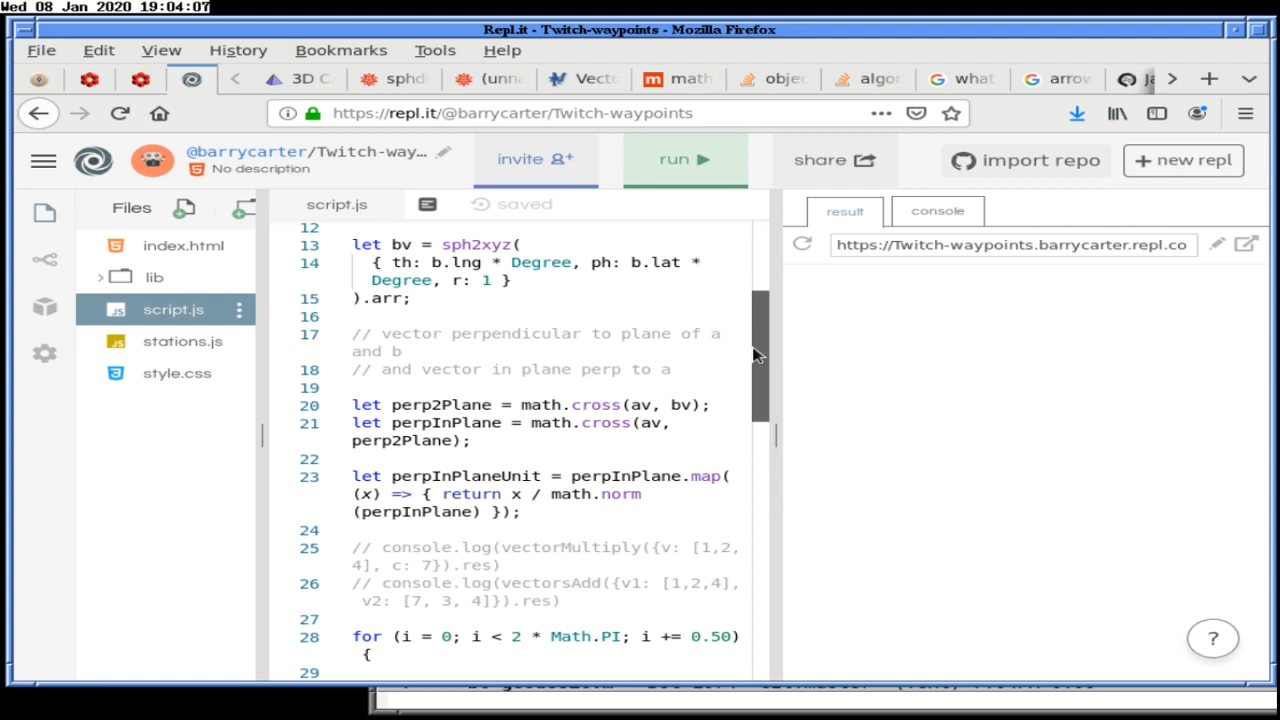 Wed 08 Jan 2020 19:04:07
Repl.it - Twitch-waypoints - Mozilla Firefox
File Edit View History Bookmarks Tools Help
3D C sphd (unna Vecto math objec algor what arrow
https://repl.it/@barrycarter/Twitch-waypoints
@barrycarter/Twitch-way...
No description
invite
run
share
import repo
+ new repl
Files
index.html
lib
script.js
stations.js
style.css
script.js
saved
12
13 let bv = sph2xyz(
14 { th: b.lng * Degree, ph: b.lat *
Degree, r: 1 }
15 ).arr;
16
17 // vector perpendicular to plane of a
and b
18 // and vector in plane perp to a
19
20 let perp2Plane = math.cross(av, bv);
21 let perpInPlane = math.cross(av,
perp2Plane);
22
23 let perpInPlaneUnit = perpInPlane.map(
(x) => { return x / math.norm
(perpInPlane) });
24
25 // console.log(vectorMultiply({v: [1,2,
4], c: 7}).res)
26 // console.log(vectorsAdd({v1: [1,2,4],
v2: [7, 3, 4]}).res)
27
28 for (i = 0; i < 2 * Math.PI; i += 0.50)
{
29
result
console
https://Twitch-waypoints.barrycarter.repl.co
?